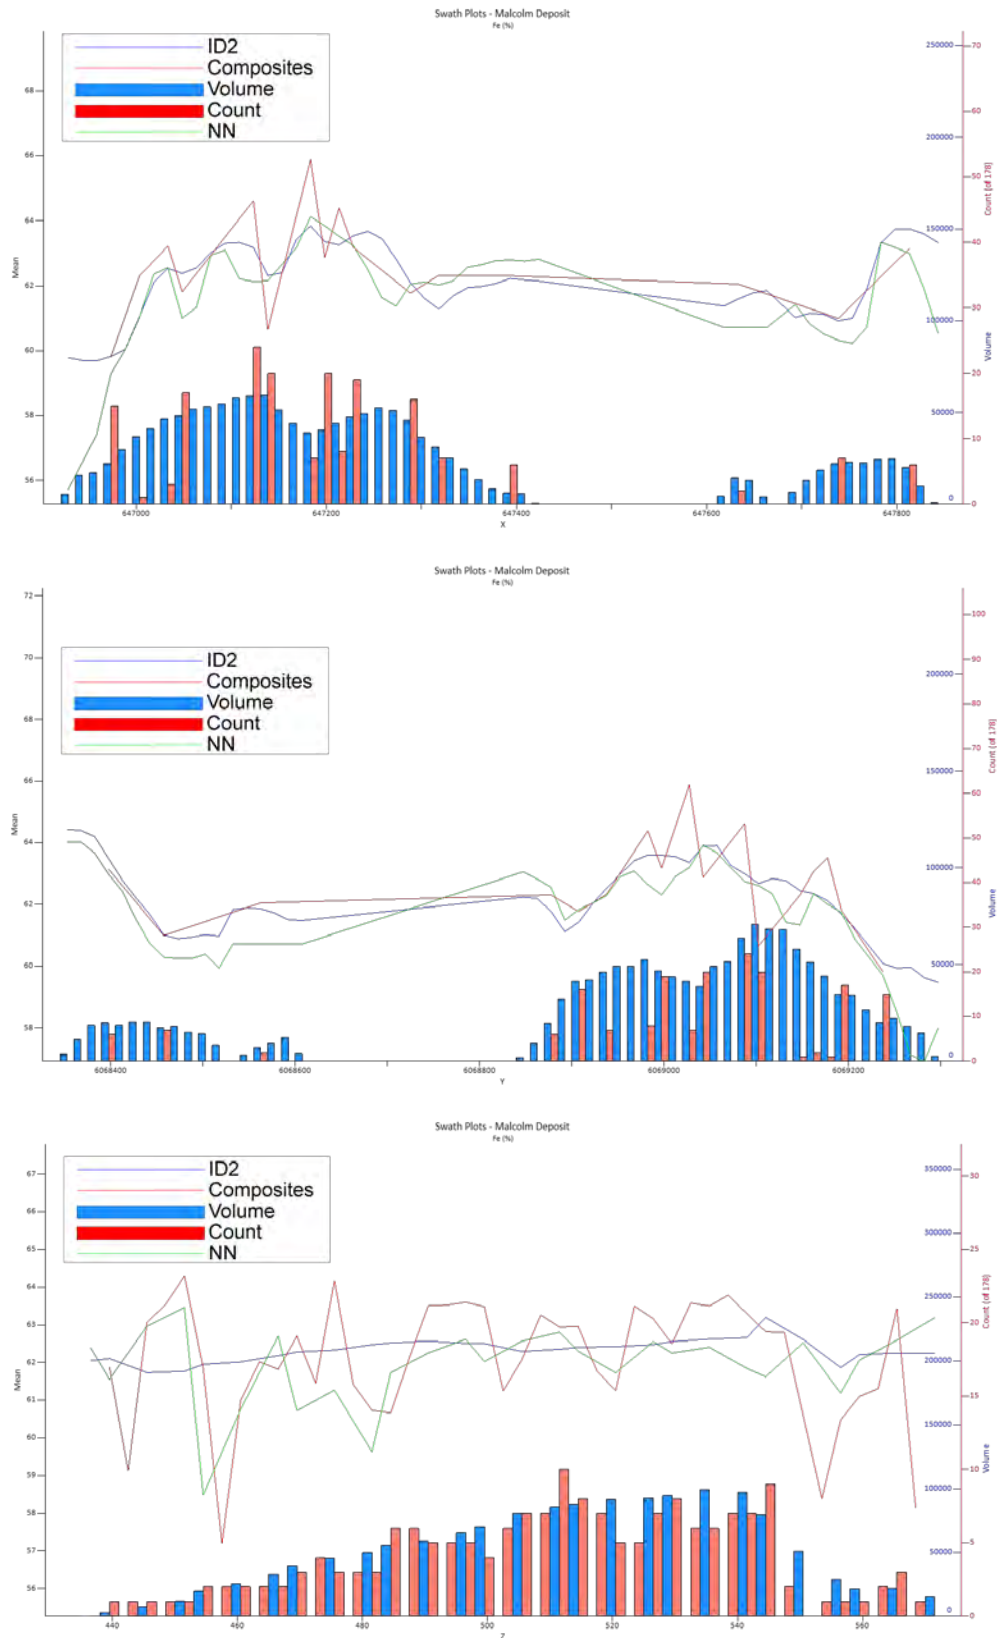 Swath Plots - Malcolm Deposit
Fe (%)
ID2
Composites
Volume
Count
NN
68
66
64
62
60
58
56
Mean
250000
200000
150000
100000
50000
0
Volume
70
60
50
40
30
20
10
0
Count [of 178]
647000
647200
647400
647600
647800
X
Swath Plots - Malcolm Deposit
Fe (%)
ID2
Composites
Volume
Count
NN
72
70
68
66
64
62
60
58
Mean
200000
150000
100000
50000
0
Volume
100
90
80
70
60
50
40
30
20
10
0
Count [of 178]
6068400
6068600
6068800
6069000
6069200
Y
Swath Plots - Malcolm Deposit
Fe (%)
ID2
Composites
Volume
Count
NN
67
66
65
64
63
62
61
60
59
58
57
56
Mean
350000
300000
250000
200000
150000
100000
50000
0
Volume
30
25
20
15
10
5
0
Count [of 178]
440
460
480
500
520
540
560
Z